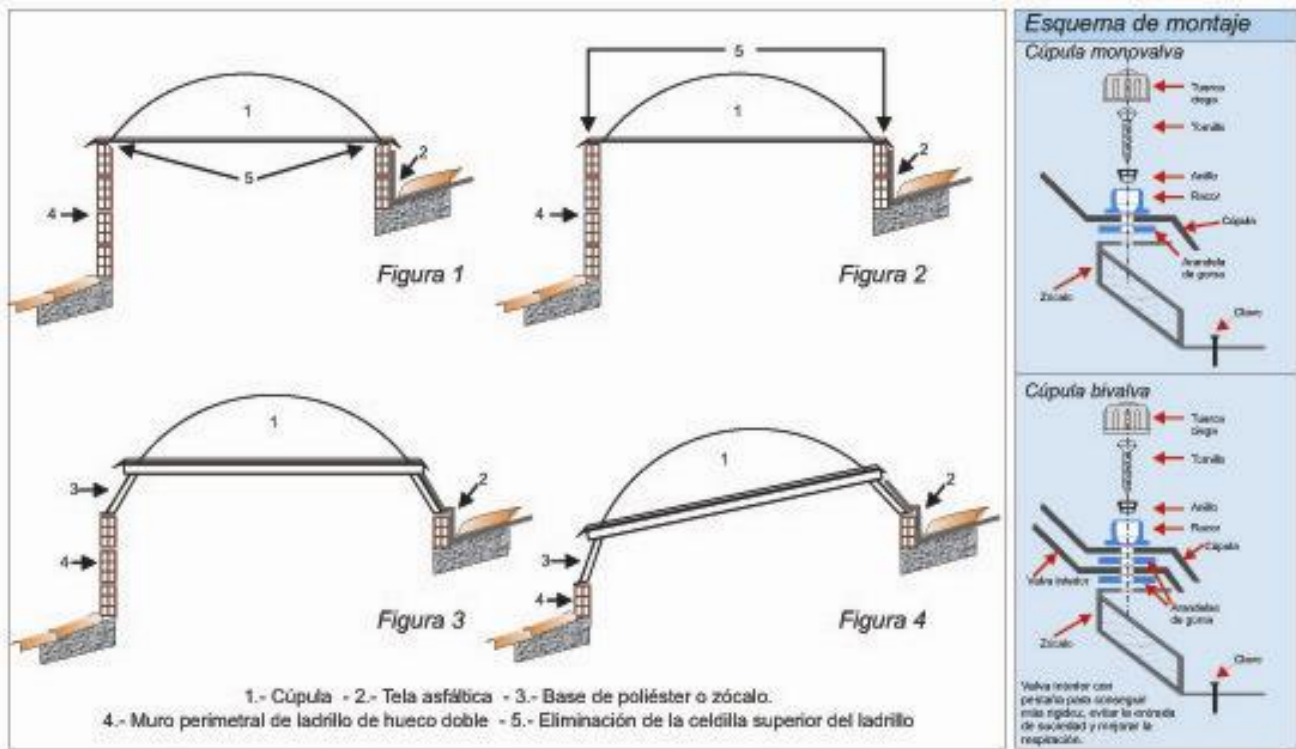 1
5
4
2
Figura 1
5
1
4
2
Figura 2
1
3
2
4
Figura 3
1
2
3
4
Figura 4
1.- Cúpula - 2.- Tela asfáltica - 3.- Base de poliéster o zócalo.
4.- Muro perimetral de ladrillo de hueco doble - 5.- Eliminación de la celdilla superior del ladrillo
Esquema de montaje
Cúpula monovalva
Tuerca
ciega
Tornillo
Anillo
Racor
Cúpula
Arandela
de goma
Zócalo
Clavo
Cúpula bivalva
Tuerca
ciega
Tornillo
Anillo
Racor
Cúpula
Valva interior
Arandelas
de goma
Zócalo
Clavo
Valva interior con
pestaña para conseguir
más rigidez, evitar la entrada
de suciedad y mejorar la
respiración.